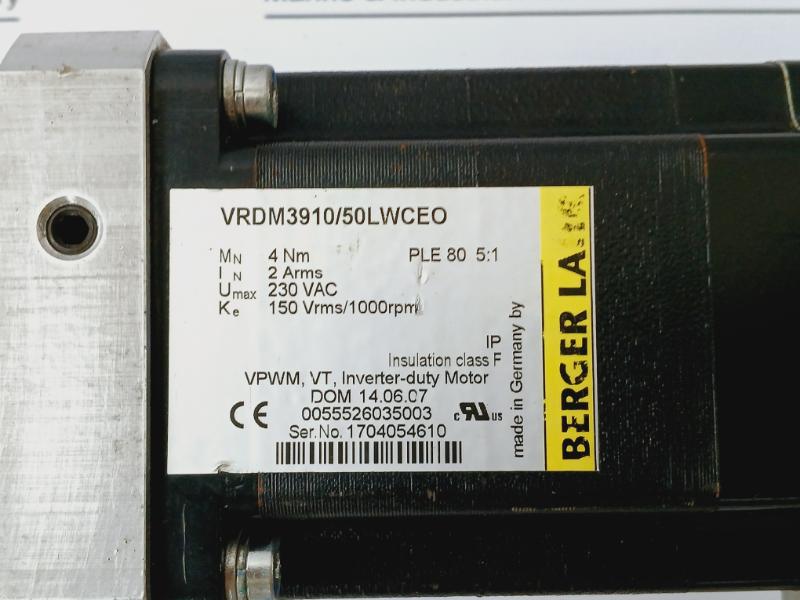 VRDM3910/50LWCEO
MN 4 Nm PLE 80 5:1
IN 2 Arms
Umax 230 VAC
Ke 150 Vrms/1000rpm
IP
Insulation class F
VPWM, VT, Inverter-duty Motor
DOM 14.06.07
CE 0055526035003 c RU us
Ser.No.1704054610
made in Germany by
BERGER